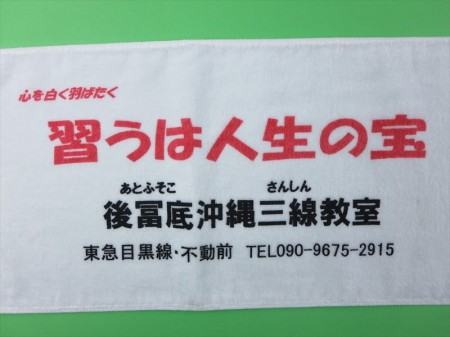 心を白く羽ばたく
習うは人生の宝
あとふそこ さんしん
後冨底沖縄三線教室
東急目黒線・不動前 TEL090-9675-2915